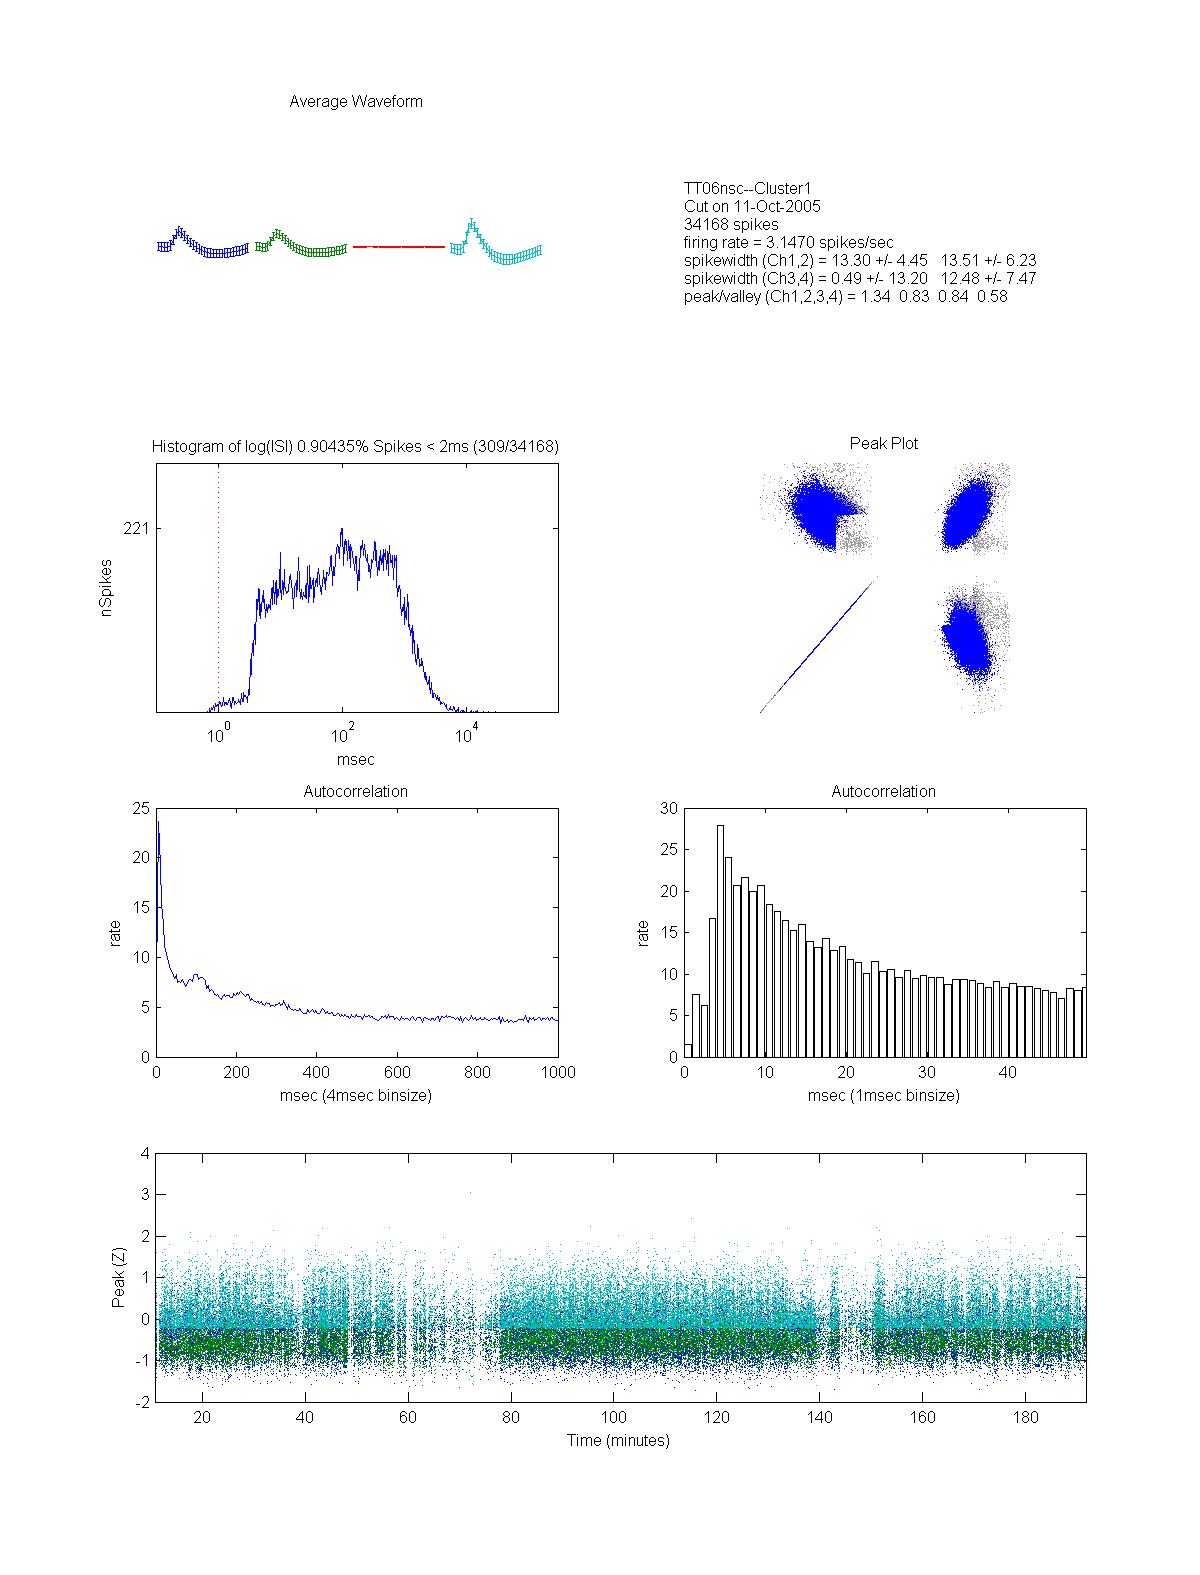 Average Waveform
TT06nsc--Cluster1
Cut on 11-Oct-2005
34168 spikes
firing rate = 3.1470 spikes/sec
spikewidth (Ch1,2) = 13.30 +/- 4.45 13.51 +/- 6.23
spikewidth (Ch3,4) = 0.49 +/- 13.20 12.48 +/- 7.47
peak/valley (Ch1,2,3,4) = 1.34 0.83 0.84 0.58
Histogram of log(ISI) 0.90435% Spikes < 2ms (309/34168)
221
nSpikes
10^0 10^2 10^4
msec
Peak Plot
Autocorrelation
25
20
15
10
5
0
rate
0 200 400 600 800 1000
msec (4msec binsize)
Autocorrelation
30
25
20
15
10
5
0
rate
0 10 20 30 40
msec (1msec binsize)
4
3
2
1
0
-1
-2
Peak (Z)
20 40 60 80 100 120 140 160 180
Time (minutes)